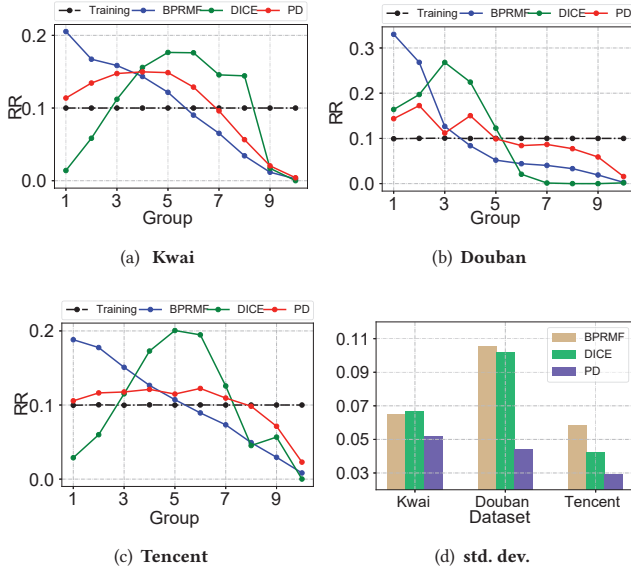 Training BPRMF DICE PD
0.2
0.1
0.0
RR
1 3 5 7 9
Group
(a) Kwai
Training BPRMF DICE PD
0.3
0.2
0.1
0.0
RR
1 3 5 7 9
Group
(b) Douban
Training BPRMF DICE PD
0.2
0.1
0.0
RR
1 3 5 7 9
Group
(c) Tencent
0.11
0.09
0.07
0.05
0.03
BPRMF
DICE
PD
Kwai Douban Tencent
Dataset
(d) std. dev.